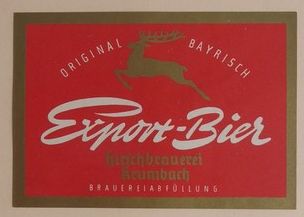 ORIGINAL BAYRISCH
Export-Bier
Hirschbrauerei
Krumbach
BRAUEREIABFÜLLUNG